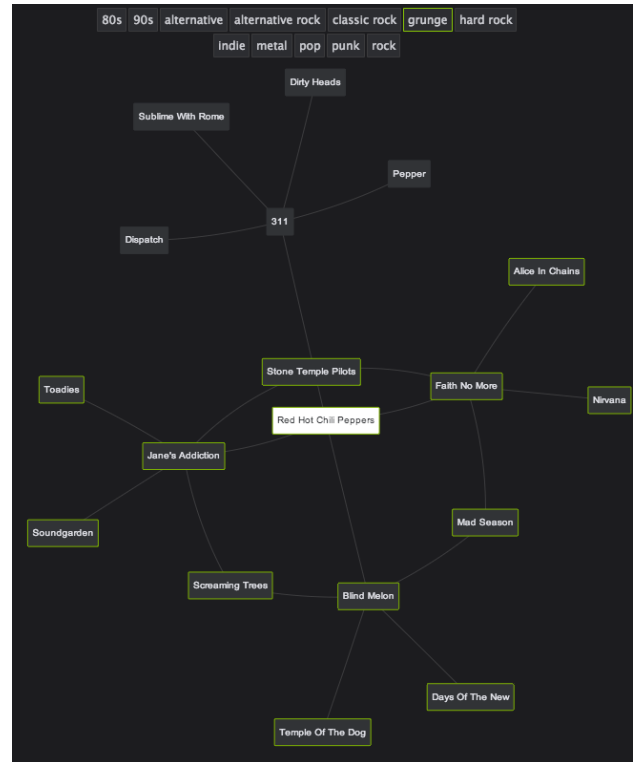 80s 90s alternative alternative rock classic rock grunge hard rock
indie metal pop punk rock
Dirty Heads
Sublime With Rome
Pepper
311
Dispatch
Alice In Chains
Stone Temple Pilots
Faith No More
Toadies
Nirvana
Red Hot Chili Peppers
Jane's Addiction
Mad Season
Soundgarden
Screaming Trees
Blind Melon
Days Of The New
Temple Of The Dog